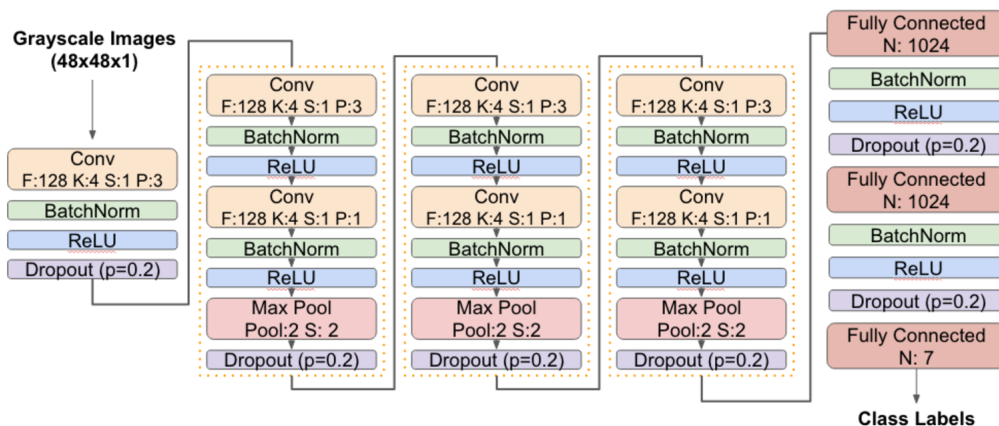 Grayscale Images
(48x48x1)
Conv
F:128 K:4 S:1 P:3
BatchNorm
ReLU
Dropout (p=0.2)
Conv
F:128 K:4 S:1 P:3
BatchNorm
ReLU
Conv
F:128 K:4 S:1 P:1
BatchNorm
ReLU
Max Pool
Pool:2 S: 2
Dropout (p=0.2)
Conv
F:128 K:4 S:1 P:3
BatchNorm
ReLU
Conv
F:128 K:4 S:1 P:1
BatchNorm
ReLU
Max Pool
Pool:2 S:2
Dropout (p=0.2)
Conv
F:128 K:4 S:1 P:3
BatchNorm
ReLU
Conv
F:128 K:4 S:1 P:1
BatchNorm
ReLU
Max Pool
Pool:2 S:2
Dropout (p=0.2)
Fully Connected
N: 1024
BatchNorm
ReLU
Dropout (p=0.2)
Fully Connected
N: 1024
BatchNorm
ReLU
Dropout (p=0.2)
Fully Connected
N: 7
Class Labels